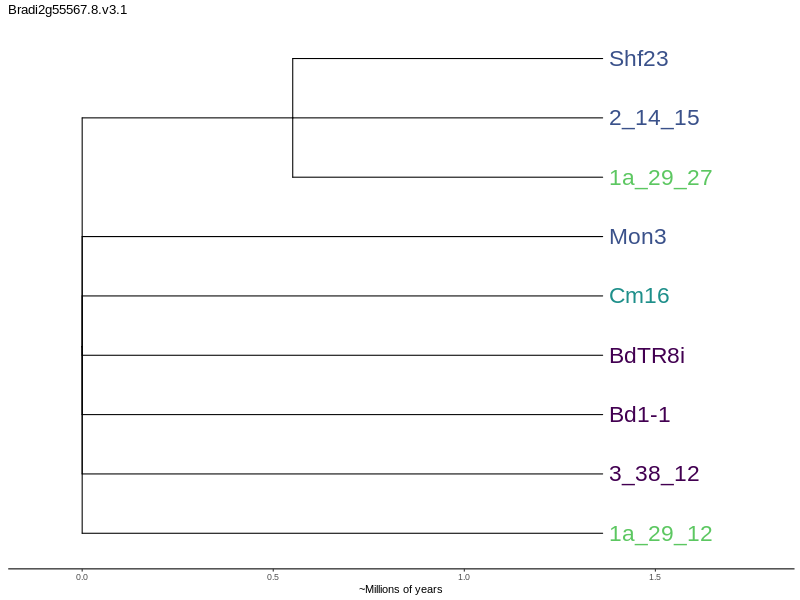 Bradi2g55567.8.v3.1
Shf23
2_14_15
1a_29_27
Mon3
Cm16
BdTR8i
Bd1-1
3_38_12
1a_29_12
0.0 0.5 1.0 1.5
~Millions of years